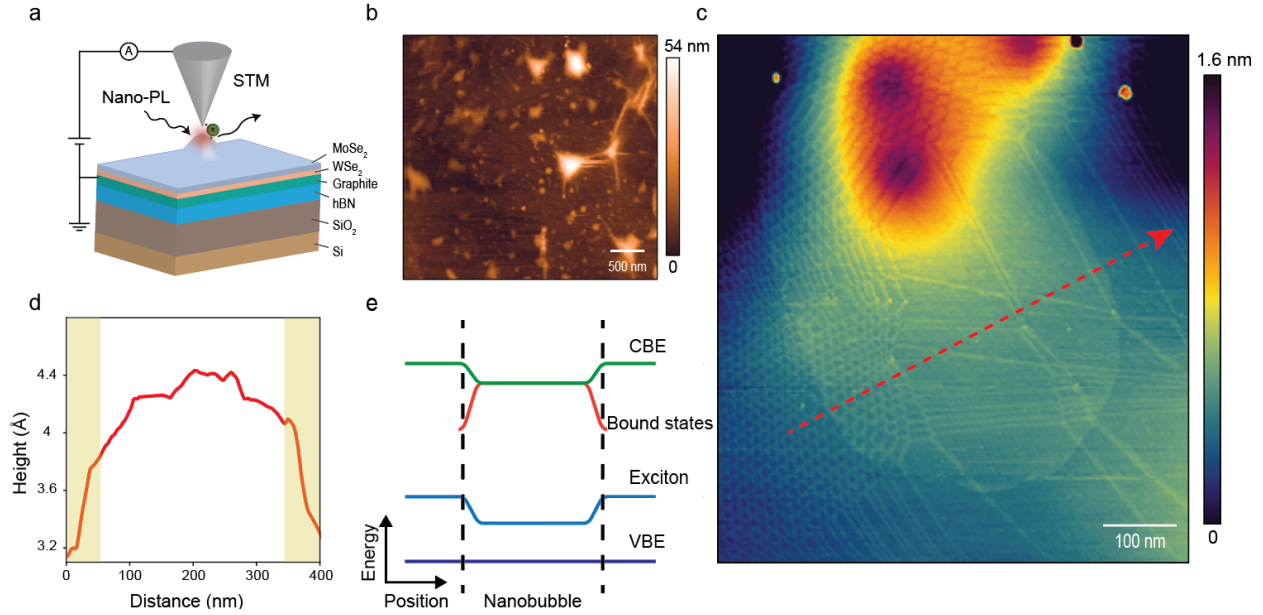 a
A
STM
Nano-PL
MoSe₂
WSe₂
Graphite
hBN
SiO₂
Si
b
54 nm
500 nm
0
c
1.6 nm
100 nm
0
d
Height (Å)
4.4
4
3.6
3.2
0 100 200 300 400
Distance (nm)
e
CBE
Bound states
Exciton
VBE
Energy
Position
Nanobubble